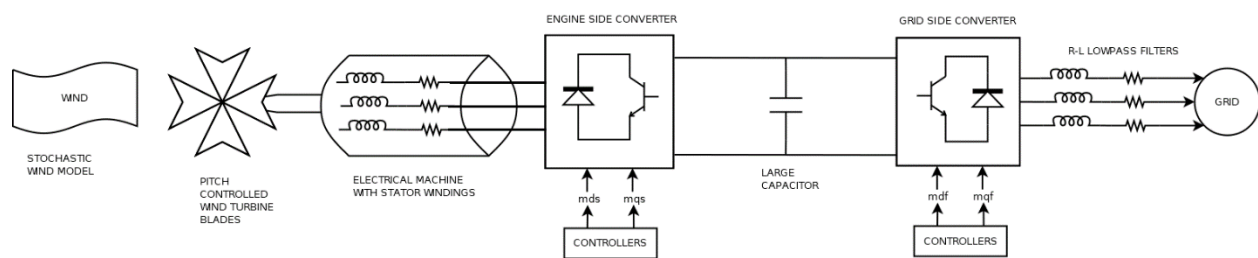 ENGINE SIDE CONVERTER
GRID SIDE CONVERTER
R-L LOWPASS FILTERS
WIND
GRID
STOCHASTIC
WIND MODEL
PITCH
CONTROLLED
WIND TURBINE
BLADES
ELECTRICAL MACHINE
WITH STATOR WINDINGS
LARGE
CAPACITOR
mds
mqs
mdf
mqf
CONTROLLERS
CONTROLLERS